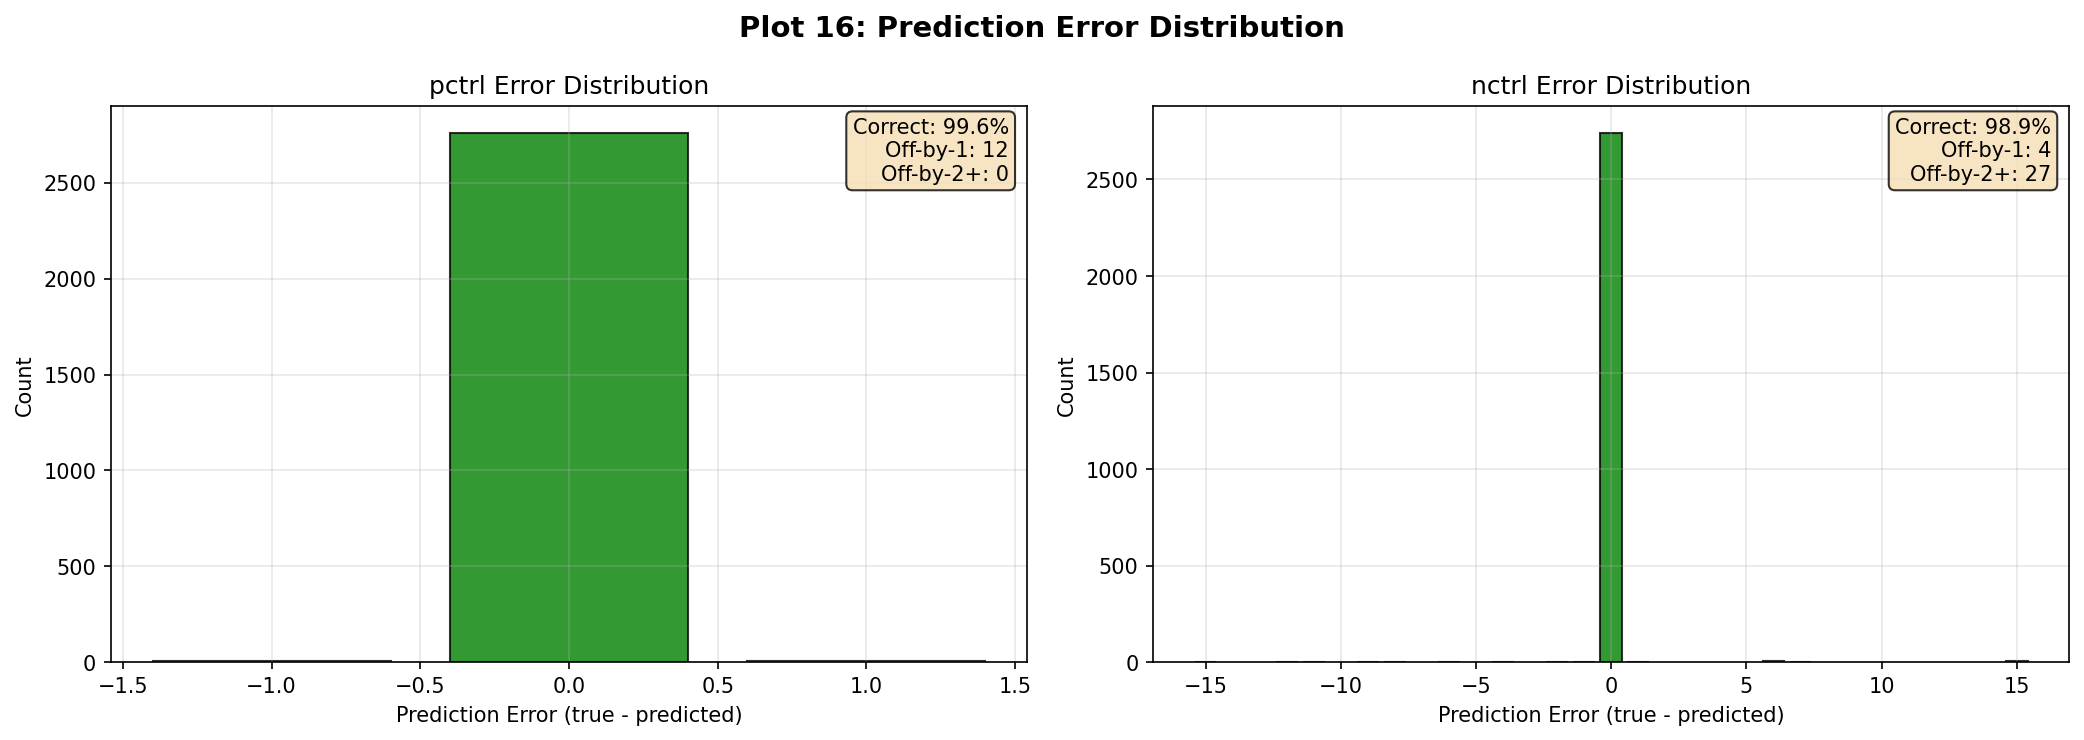 Plot 16: Prediction Error Distribution
pctrl Error Distribution
Correct: 99.6%
Off-by-1: 12
Off-by-2+: 0
2500
2000
1500
1000
500
0
Count
−1.5
−1.0
−0.5
0.0
0.5
1.0
1.5
Prediction Error (true - predicted)
nctrl Error Distribution
Correct: 98.9%
Off-by-1: 4
Off-by-2+: 27
2500
2000
1500
1000
500
0
Count
−15
−10
−5
0
5
10
15
Prediction Error (true - predicted)